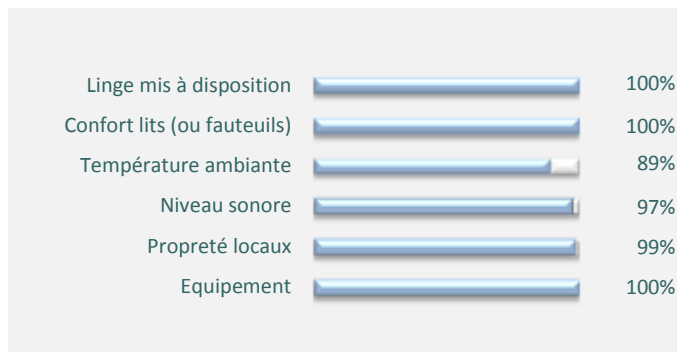 Linge mis à disposition 100%
Confort lits (ou fauteuils) 100%
Température ambiante 89%
Niveau sonore 97%
Propreté locaux 99%
Equipement 100%